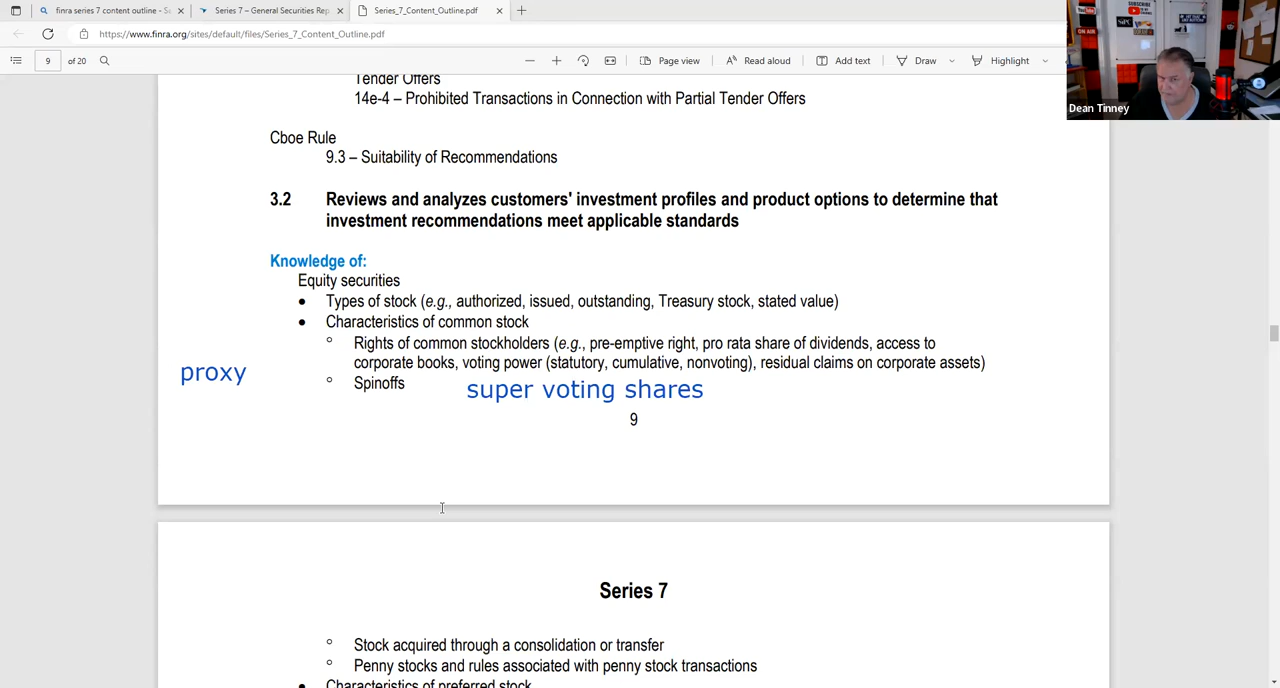 finra series 7 content outline - Se
Series 7 – General Securities Rep
Series_7_Content_Outline.pdf
https://www.finra.org/sites/default/files/Series_7_Content_Outline.pdf
9 of 20
Page view
Read aloud
Add text
Draw
Highlight
Dean Tinney
Tender Offers
14e-4 – Prohibited Transactions in Connection with Partial Tender Offers
Cboe Rule
9.3 – Suitability of Recommendations
3.2 Reviews and analyzes customers' investment profiles and product options to determine that
investment recommendations meet applicable standards
Knowledge of:
Equity securities
• Types of stock (e.g., authorized, issued, outstanding, Treasury stock, stated value)
• Characteristics of common stock
° Rights of common stockholders (e.g., pre-emptive right, pro rata share of dividends, access to
corporate books, voting power (statutory, cumulative, nonvoting), residual claims on corporate assets)
proxy
° Spinoffs
super voting shares
9
Series 7
° Stock acquired through a consolidation or transfer
° Penny stocks and rules associated with penny stock transactions
• Characteristics of preferred stock